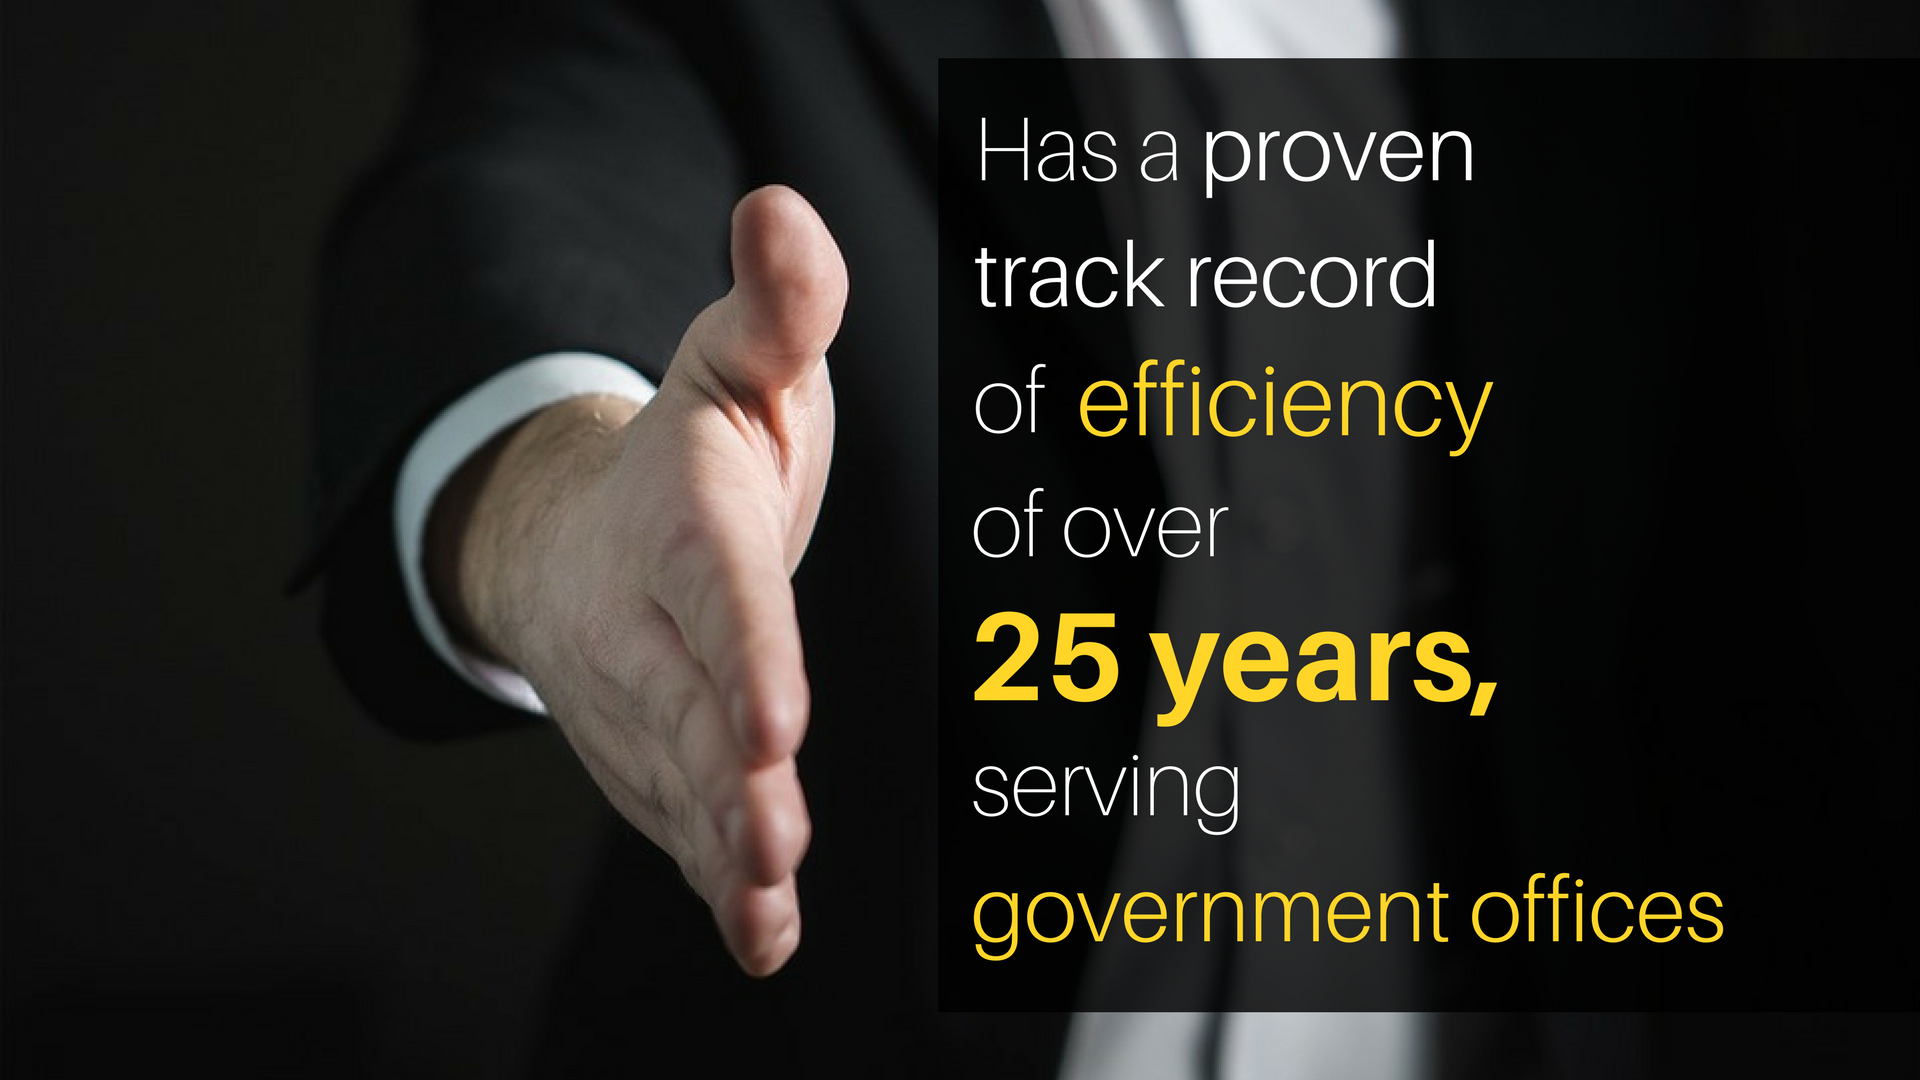 Has a proven
track record
of efficiency
of over
25 years,
serving
government offices